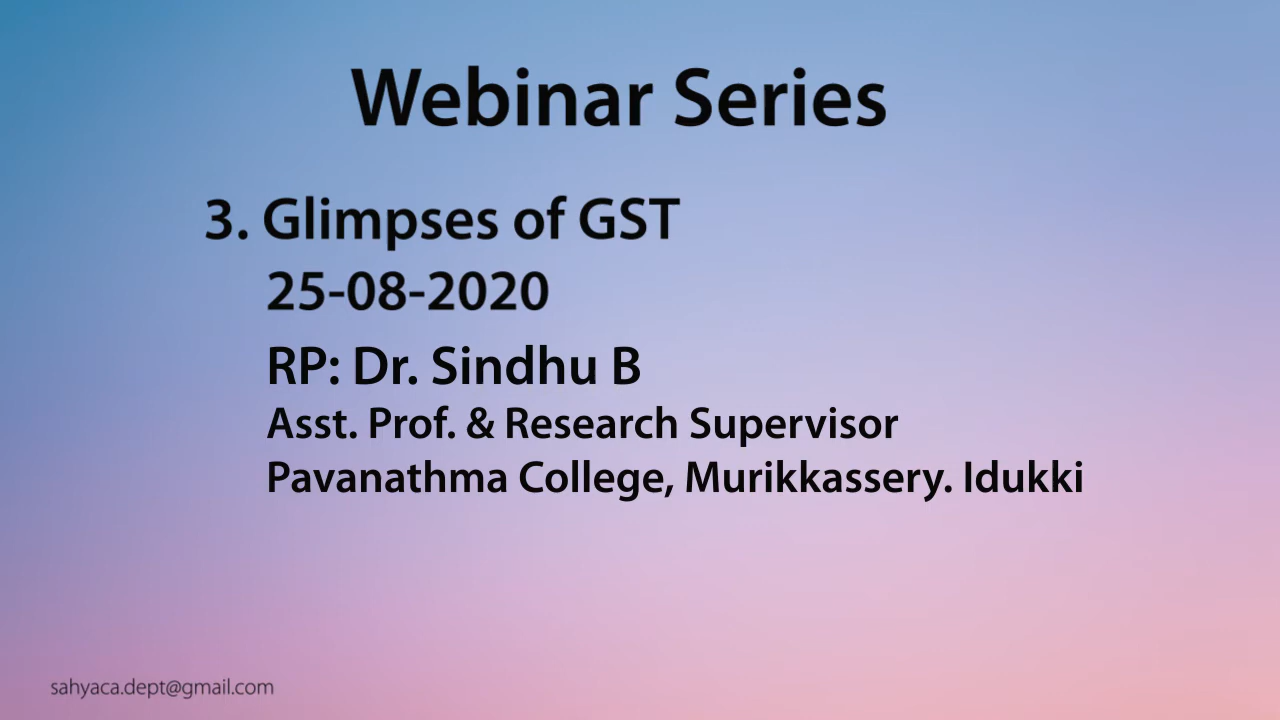 Webinar Series
3. Glimpses of GST
25-08-2020
RP: Dr. Sindhu B
Asst. Prof. & Research Supervisor
Pavanathma College, Murikkassery. Idukki
sahyaca.dept@gmail.com